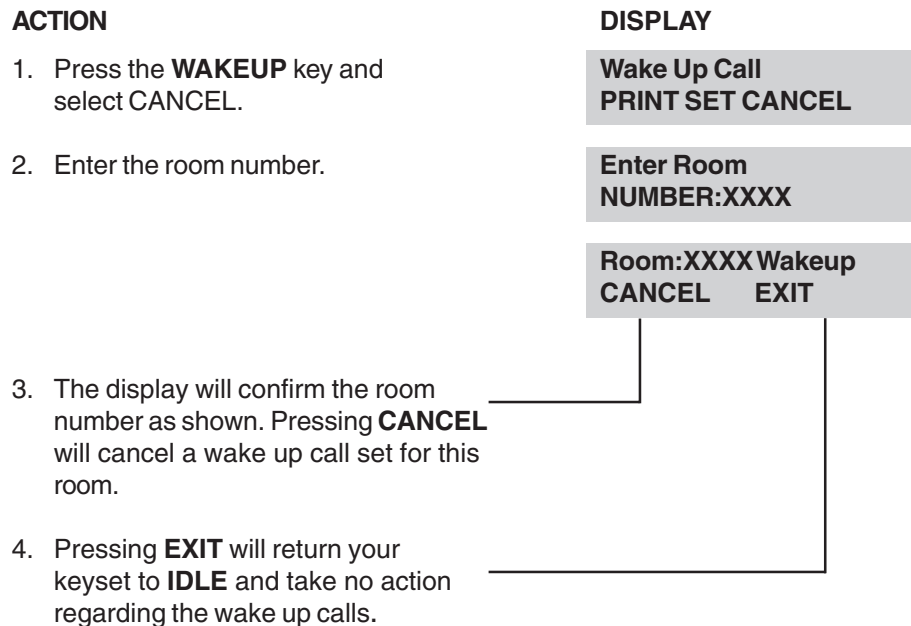 ACTION DISPLAY
1. Press the WAKEUP key and
select CANCEL.
Wake Up Call
PRINT SET CANCEL
2. Enter the room number.
Enter Room
NUMBER:XXXX
Room:XXXX Wakeup
CANCEL EXIT
3. The display will confirm the room
number as shown. Pressing CANCEL
will cancel a wake up call set for this
room.
4. Pressing EXIT will return your
keyset to IDLE and take no action
regarding the wake up calls.